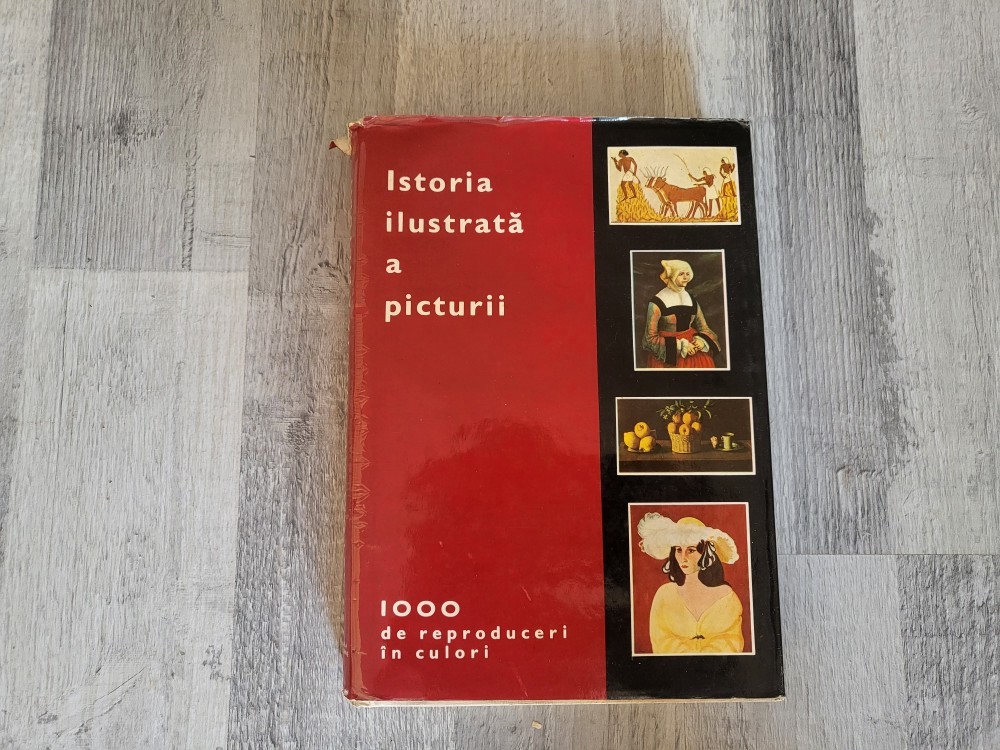 Istoria
ilustrată
a
picturii
1000
de reproduceri
în culori